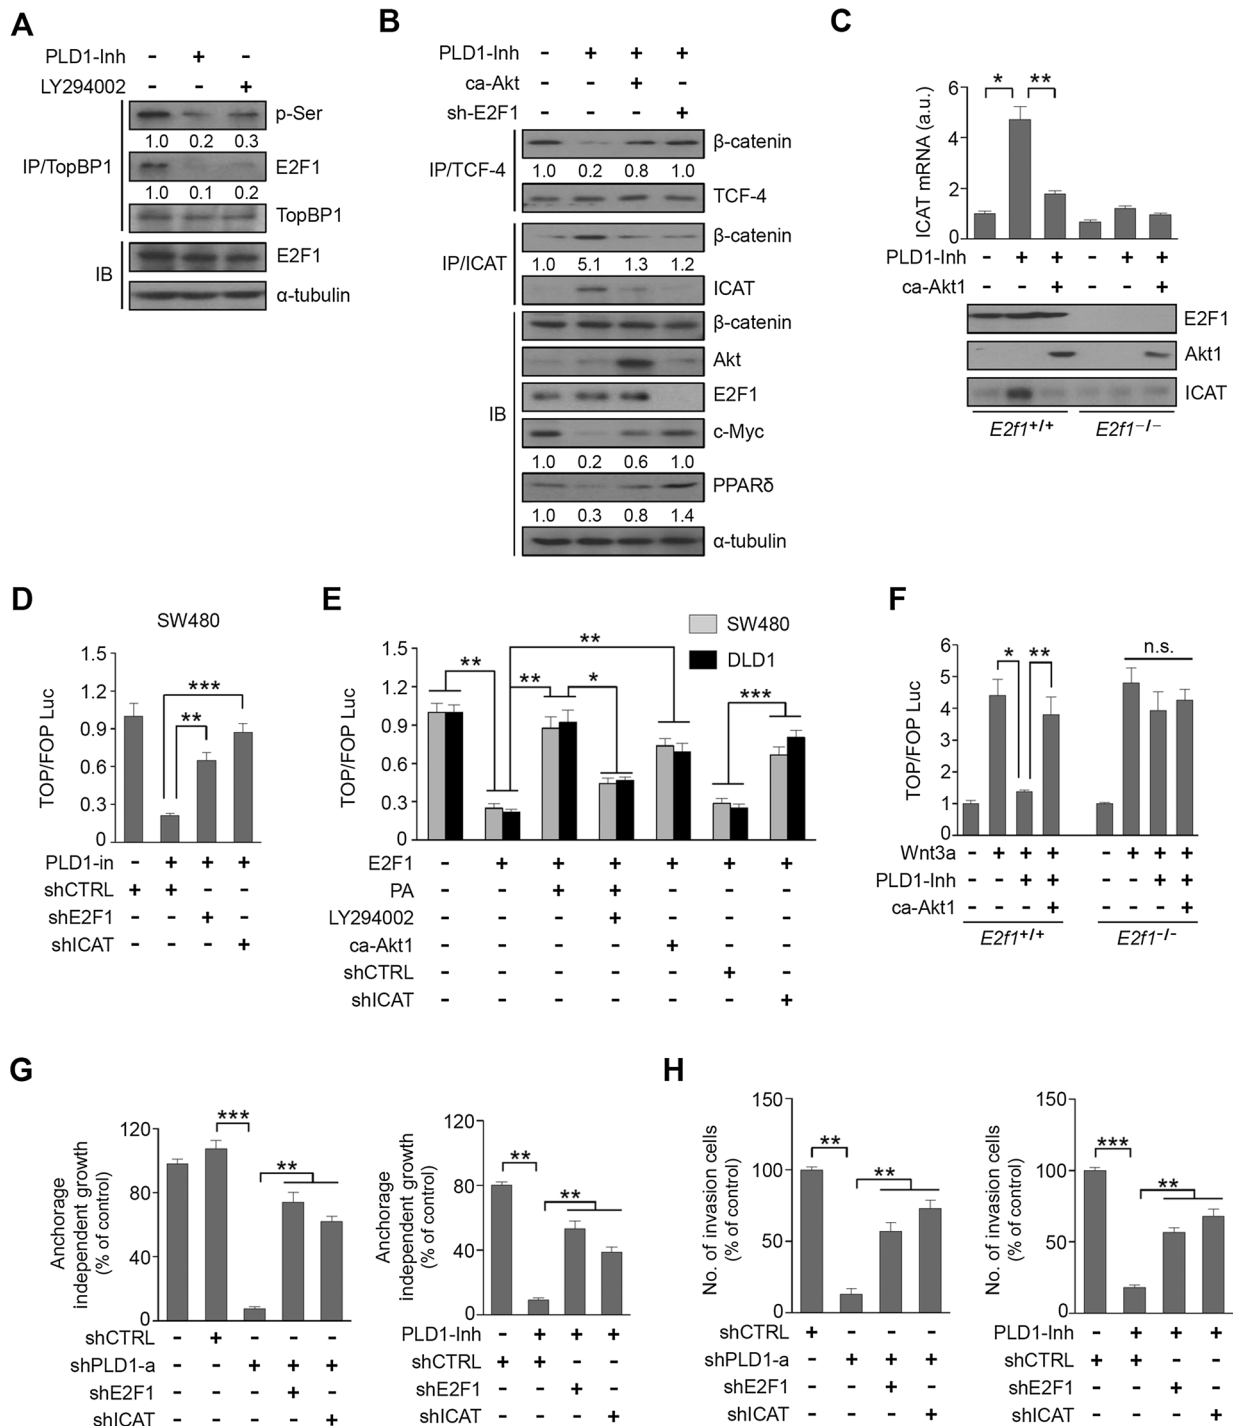 A
PLD1-Inh - + -
LY294002 - - +
IP/TopBP1
p-Ser
1.0 0.2 0.3
E2F1
1.0 0.1 0.2
TopBP1
IB
E2F1
α-tubulin
B
PLD1-Inh - + + +
ca-Akt - - + -
sh-E2F1 - - - +
IP/TCF-4
β-catenin
1.0 0.2 0.8 1.0
TCF-4
IP/ICAT
β-catenin
1.0 5.1 1.3 1.2
ICAT
IB
β-catenin
Akt
E2F1
c-Myc
1.0 0.2 0.6 1.0
PPARδ
1.0 0.3 0.8 1.4
α-tubulin
C
ICAT mRNA (a.u.)
6
4
2
0
* **
PLD1-Inh - + + - + +
ca-Akt1 - - + - - +
E2F1
Akt1
ICAT
E2f1+/+ E2f1−/−
D
SW480
TOP/FOP Luc
1.5
1.2
0.9
0.6
0.3
0
***
**
PLD1-in - + + +
shCTRL + + - -
shE2F1 - - + -
shICAT - - - +
E
SW480
DLD1
TOP/FOP Luc
1.5
1.2
0.9
0.6
0.3
0
**
** ** * ***
E2F1 - + + + + + +
PA - - + + - - -
LY294002 - - - + - - -
ca-Akt1 - - - - + - -
shCTRL - - - - - + -
shICAT - - - - - - +
F
TOP/FOP Luc
6
5
4
3
2
1
0
* ** n.s.
Wnt3a - + + + - + + +
PLD1-Inh - - + + - - + +
ca-Akt1 - - - + - - - +
E2f1+/+ E2f1-/-
G
Anchorage
independent growth
(% of control)
120
80
40
0
***
**
shCTRL - + - - -
shPLD1-a - - + + +
shE2F1 - - - + -
shICAT - - - - +
Anchorage
independent growth
(% of control)
120
80
40
0
**
**
PLD1-Inh - + + +
shCTRL + + - -
shE2F1 - - + -
shICAT - - - +
H
No. of invasion cells
(% of control)
150
100
50
0
**
**
shCTRL + - - -
shPLD1-a - + + +
shE2F1 - - + -
shICAT - - - +
No. of invasion cells
(% of control)
150
100
50
0
***
**
PLD1-Inh - + + +
shCTRL + + - -
shE2F1 - - + -
shICAT - - - +